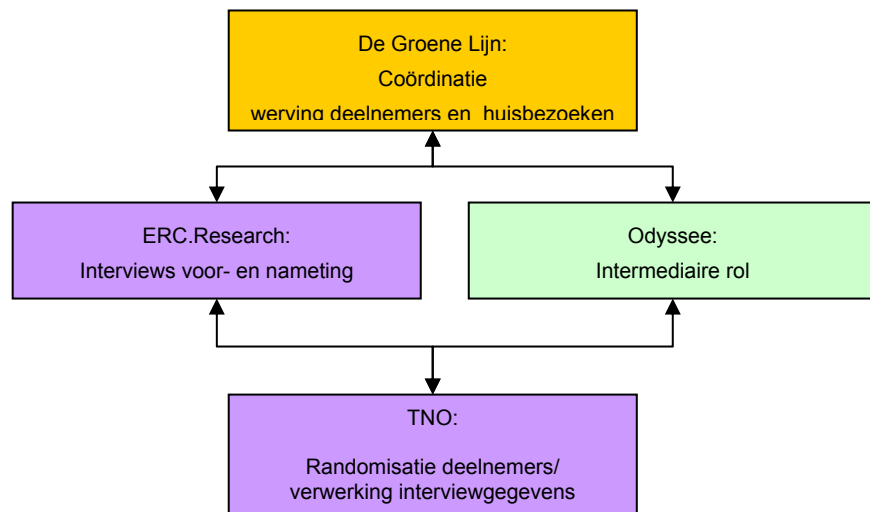 De Groene Lijn:
Coördinatie
werving deelnemers en huisbezoeken
ERC.Research:
Interviews voor- en nameting
Odyssee:
Intermediaire rol
TNO:
Randomisatie deelnemers/
verwerking interviewgegevens